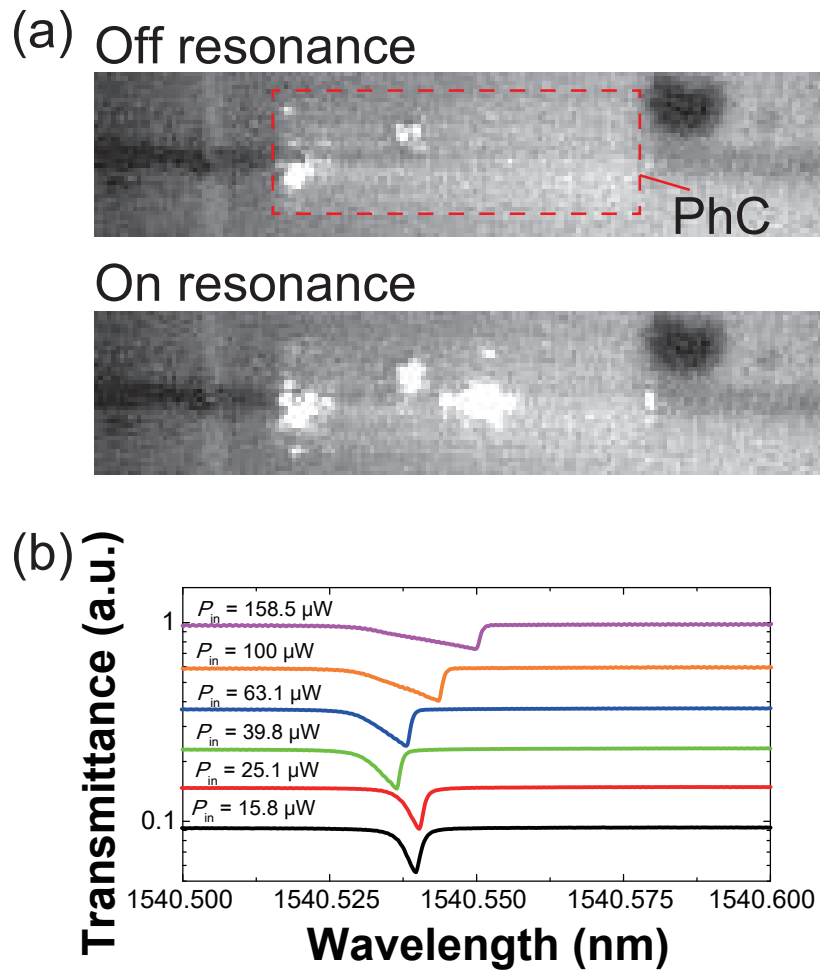 (a)
Off resonance
PhC
On resonance
(b)
Transmittance (a.u.)
1
0.1
P_in = 158.5 µW
P_in = 100 µW
P_in = 63.1 µW
P_in = 39.8 µW
P_in = 25.1 µW
P_in = 15.8 µW
1540.500 1540.525 1540.550 1540.575 1540.600
Wavelength (nm)